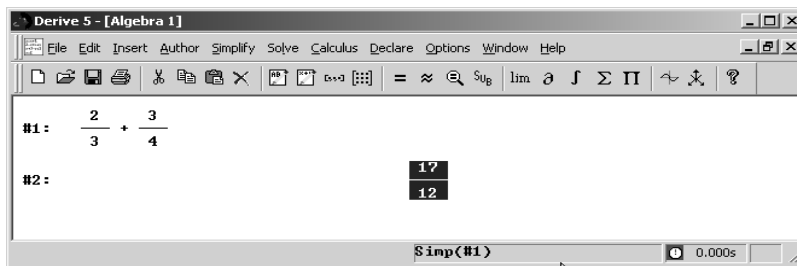 Derive 5 - [Algebra 1]
File Edit Insert Author Simplify Solve Calculus Declare Options Window Help
= ≈ SUB lim ∂ ∫ Σ Π ?
#1: 2/3 + 3/4
#2: 17/12
Simp(#1) 0.000s